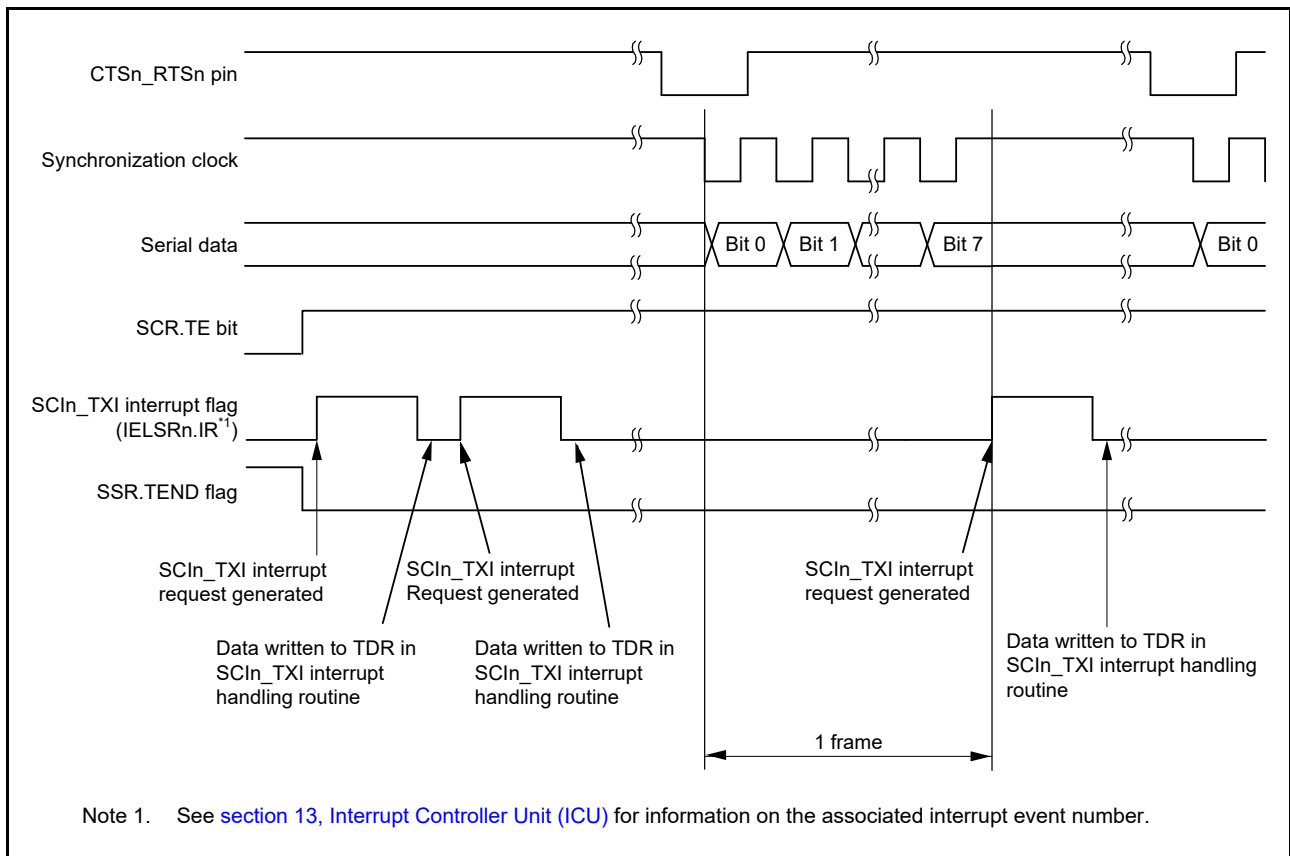 CTSn_RTSn pin
Synchronization clock
Serial data
Bit 0
Bit 1
Bit 7
Bit 0
SCR.TE bit
SCIn_TXI interrupt flag
(IELSRn.IR*1)
SSR.TEND flag
SCIn_TXI interrupt
request generated
SCIn_TXI interrupt
Request generated
SCIn_TXI interrupt
request generated
Data written to TDR in
SCIn_TXI interrupt
handling routine
Data written to TDR in
SCIn_TXI interrupt
handling routine
Data written to TDR in
SCIn_TXI interrupt handling
routine
1 frame
Note 1. See section 13, Interrupt Controller Unit (ICU) for information on the associated interrupt event number.